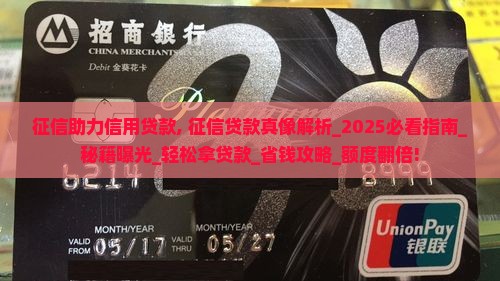 招商银行
CHINA MERCHANTS
Debit 金葵花卡
征信助力信用贷款, 征信贷款真像解析_2025必看指南_
秘籍曝光_轻松拿贷款_省钱攻略_额度翻倍!
6214
8999
MONTH/YEAR MONTH/YEAR
VALID FROM 05/17 VALID THRU 05/27
UnionPay
银联